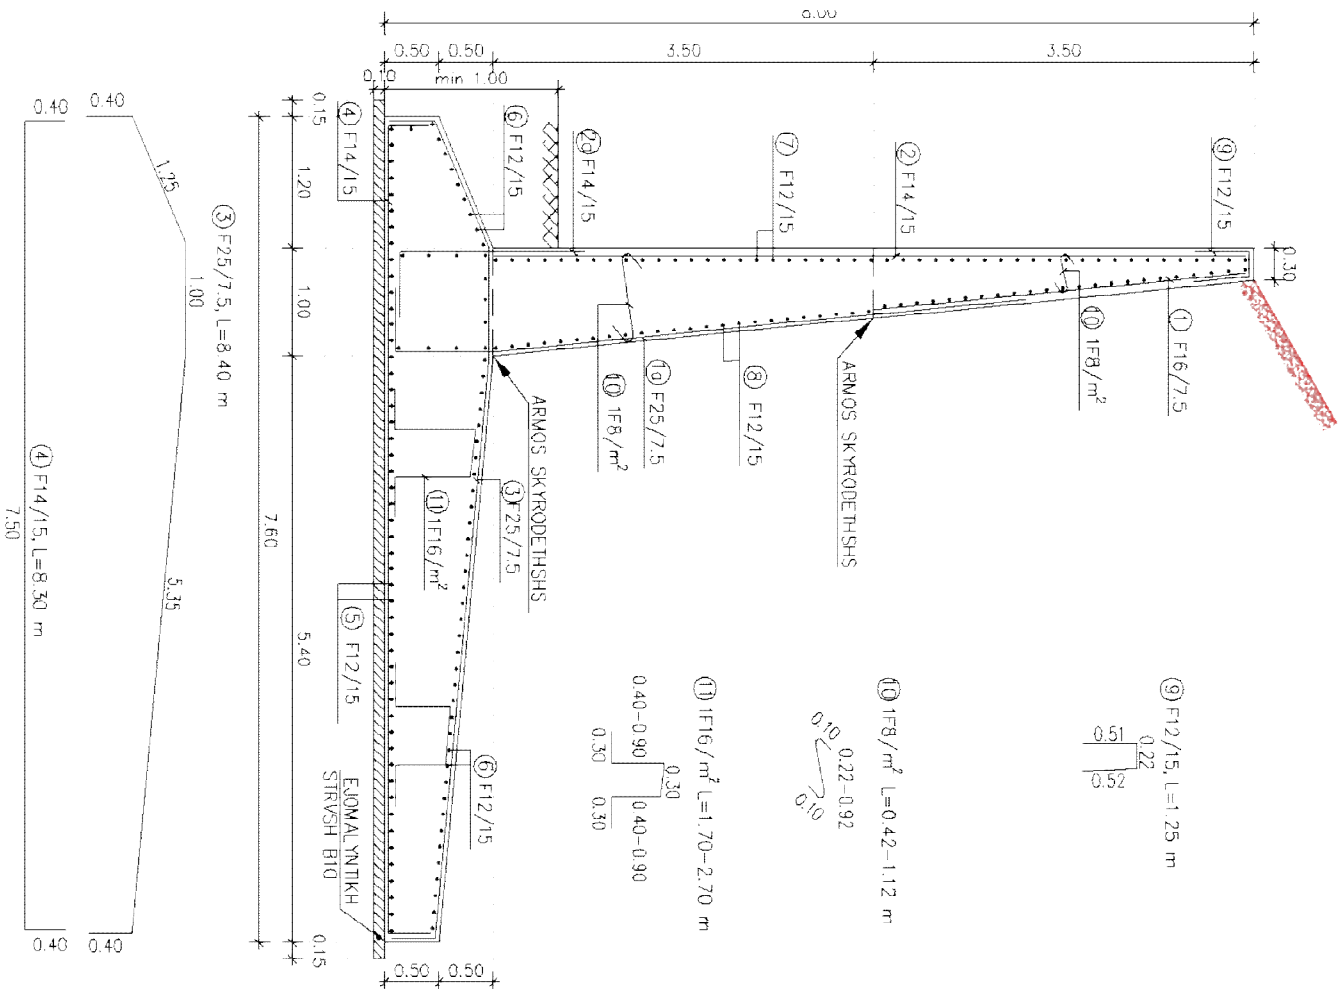 8.00
0.50
0.50
3.50
3.50
0.10
min 1.00
0.40
0.40
0.15
④ F14/15
⑥ F12/15
2a F14/15
⑦ F12/15
② F14/15
⑨ F12/15
1.25
1.20
0.30
③ F25/7.5, L=8.40 m
1.00
1.00
⑩ 1F8/m²
① F16/7.5
⑩ 1F8/m²
1a F25/7.5
⑧ F12/15
ARMOS SKYRODETHSHS
ARMOS SKYRODETHSHS
④ F14/15, L=8.30 m
7.50
7.60
5.35
5.40
⑪ 1F16/m²
③ F25/7.5
⑤ F12/15
⑥ F12/15
EJOMALYNTIKH
STRVSH B10
⑪ 1F16/m² L=1.70-2.70 m
0.40-0.90
0.30
0.30
0.30
0.40-0.90
⑩ 1F8/m² L=0.42-1.12 m
0.10
0.22-0.92
0.10
⑨ F12/15, L=1.25 m
0.51
0.22
0.52
0.40
0.40
0.15
0.50
0.50